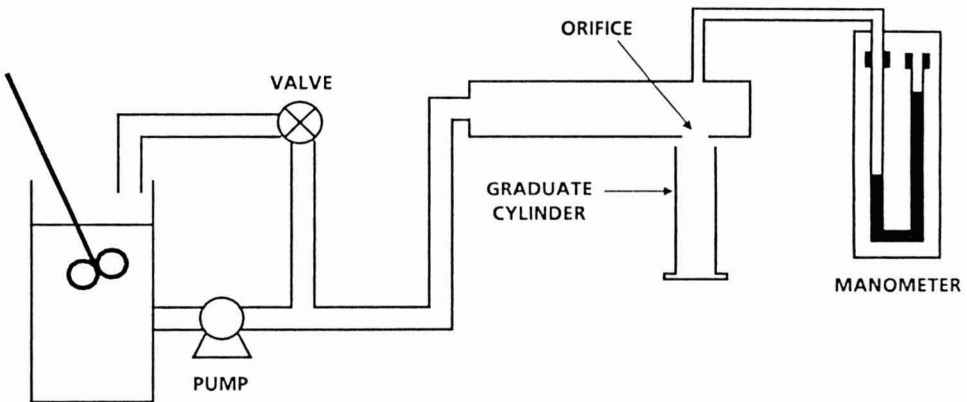 ORIFICE
VALVE
GRADUATE
CYLINDER
MANOMETER
PUMP